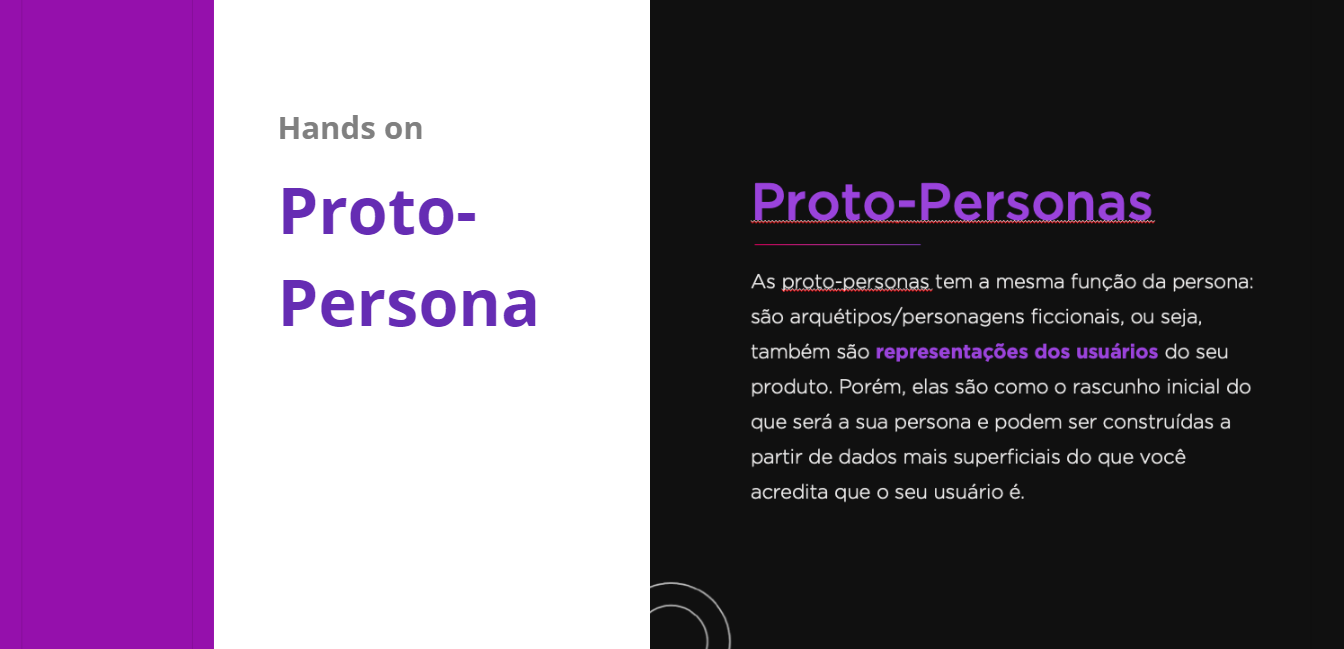 Hands on
Proto-
Persona
Proto-Personas
As proto-personas tem a mesma função da persona:
são arquétipos/personagens ficcionais, ou seja,
também são representações dos usuários do seu
produto. Porém, elas são como o rascunho inicial do
que será a sua persona e podem ser construídas a
partir de dados mais superficiais do que você
acredita que o seu usuário é.